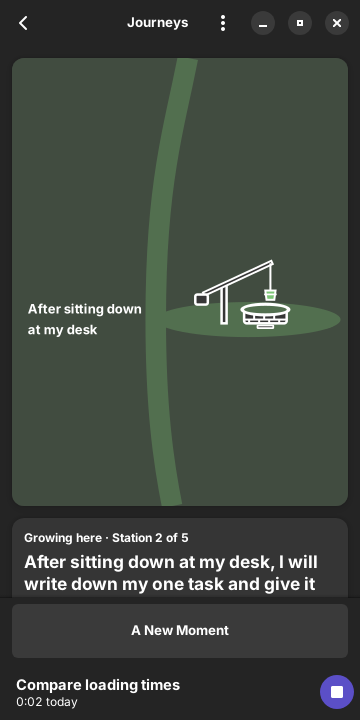 Journeys
After sitting down
at my desk
Growing here · Station 2 of 5
After sitting down at my desk, I will
write down my one task and give it
A New Moment
Compare loading times
0:02 today